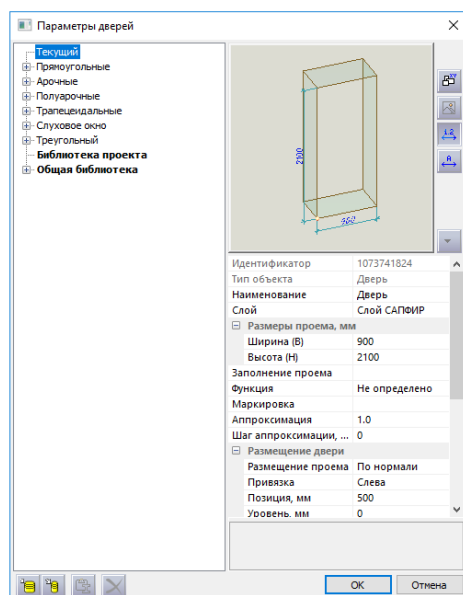 Параметры дверей
Текущий
Прямоугольные
Арочные
Полуарочные
Трапецеидальные
Слуховое окно
Треугольный
Библиотека проекта
Общая библиотека
2100
900
1.2
A
Идентификатор 1073741824
Тип объекта Дверь
Наименование Дверь
Слой Слой САПФИР
Размеры проема, мм
Ширина (B) 900
Высота (H) 2100
Заполнение проема
Функция Не определено
Маркировка
Аппроксимация 1.0
Шаг аппроксимации, ... 0
Размещение двери
Размещение проема По нормали
Привязка Слева
Позиция, мм 500
Уровень, мм 0
OK Отмена